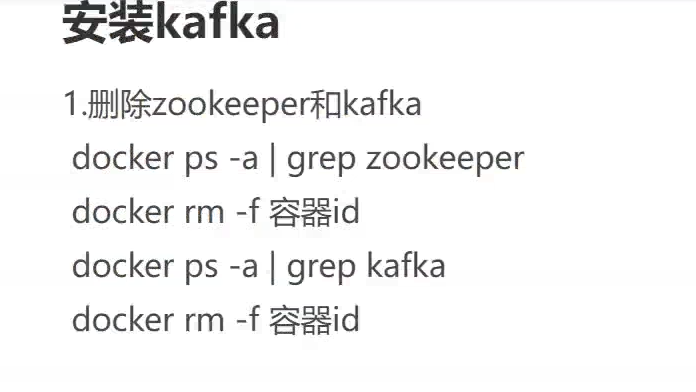 安装kafka
1.删除zookeeper和kafka
docker ps -a | grep zookeeper
docker rm -f 容器id
docker ps -a | grep kafka
docker rm -f 容器id